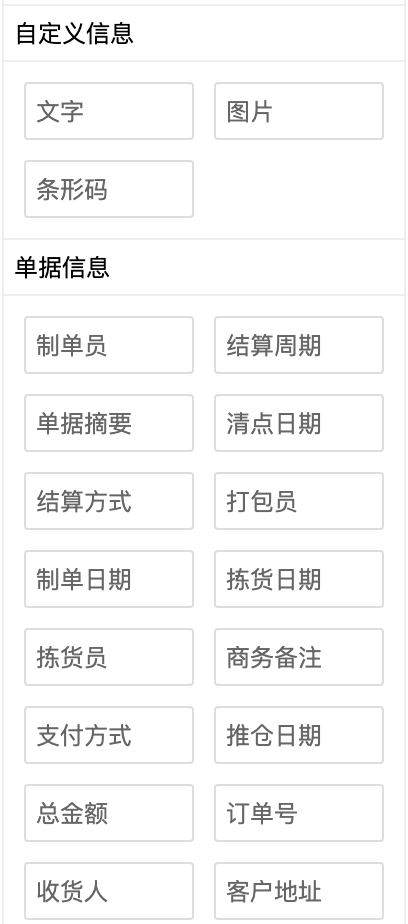 自定义信息
文字
图片
条形码
单据信息
制单员
结算周期
单据摘要
清点日期
结算方式
打包员
制单日期
拣货日期
拣货员
商务备注
支付方式
推仓日期
总金额
订单号
收货人
客户地址